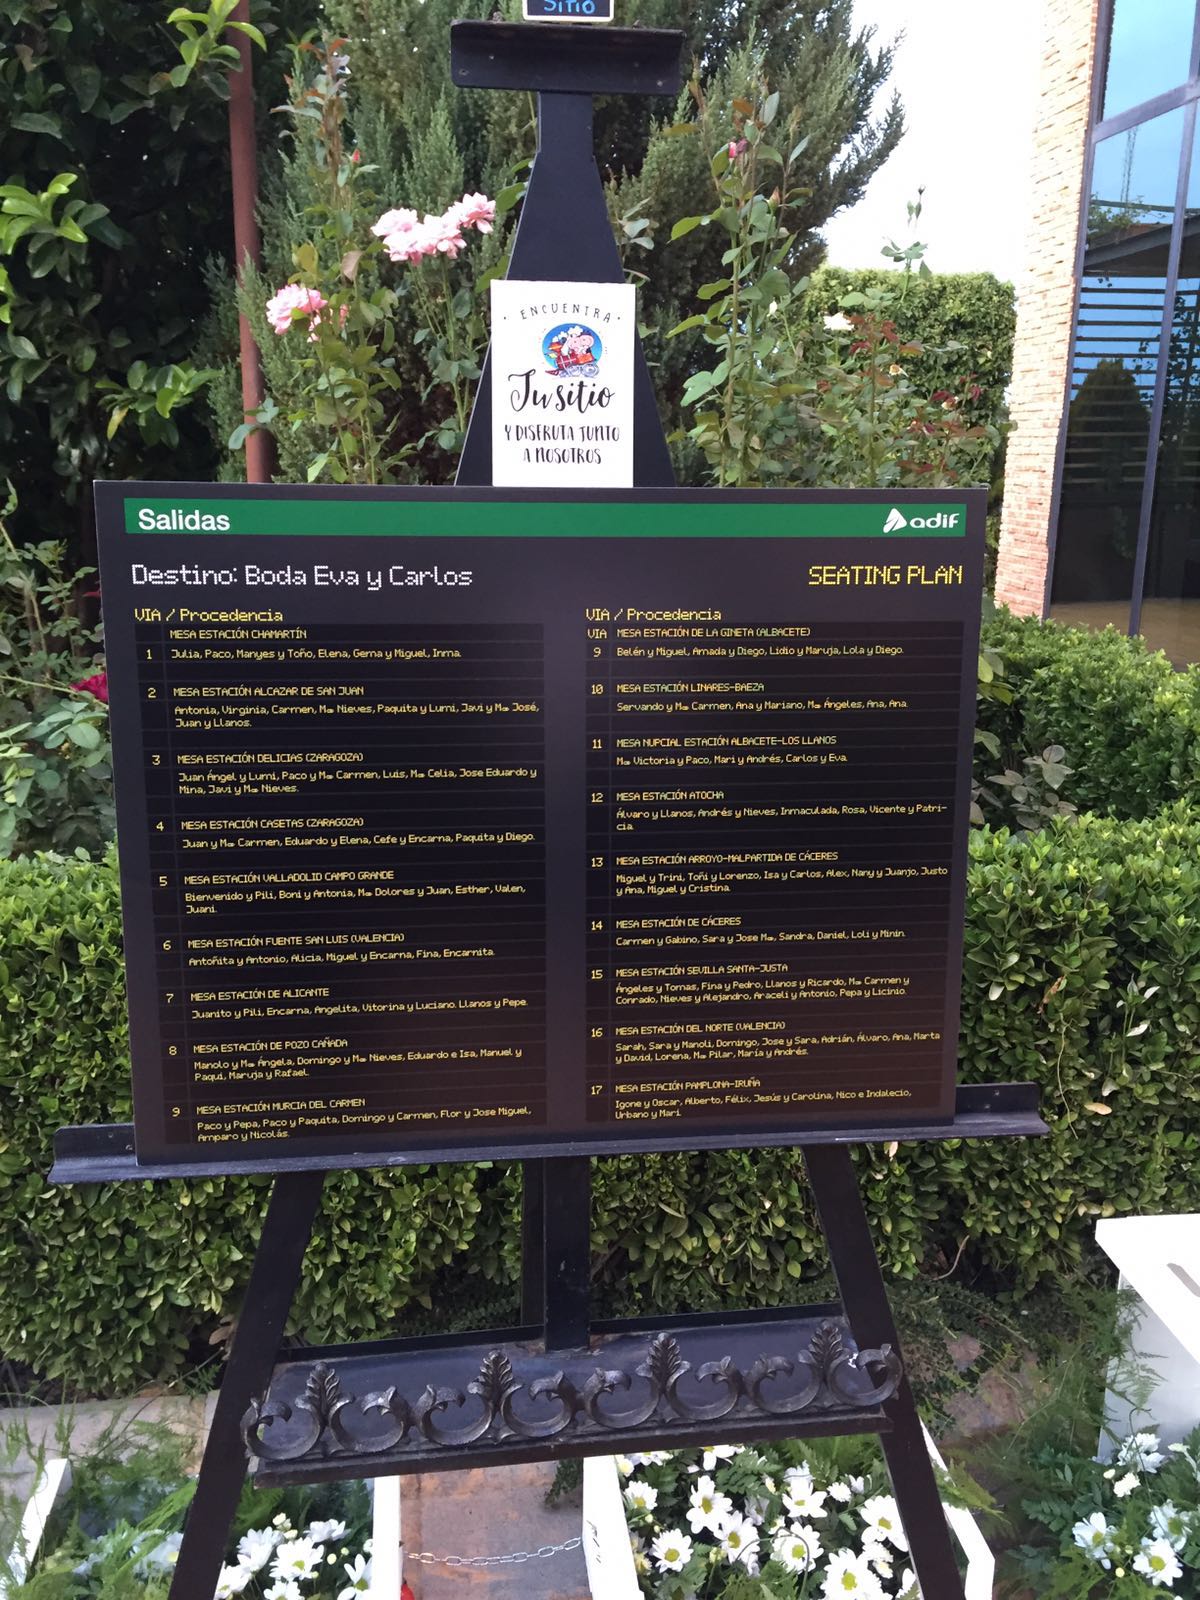 Sitio
· ENCUENTRA ·
Tu sitio
Y DISFRUTA JUNTO
A NOSOTROS
Salidas
adif
Destino: Boda Eva y Carlos
SEATING PLAN
VIA / Procedencia
MESA ESTACIÓN CHAMARTÍN
1 Julia, Paco, Manyes y Toño, Elena, Gema y Miguel, Inma.
2 MESA ESTACIÓN ALCAZAR DE SAN JUAN
Antonia, Virginia, Carmen, Mª Nieves, Paquita y Lumi, Javi y Mª José,
Juan y Llanos.
3 MESA ESTACIÓN DELICIAS (ZARAGOZA)
Juan Ángel y Lumi, Paco y Mª Carmen, Luis, Mª Celia, Jose Eduardo y
Mina, Javi y Mª Nieves.
4 MESA ESTACIÓN CASETAS (ZARAGOZA)
Juan y Mª Carmen, Eduardo y Elena, Cefe y Encarna, Paquita y Diego.
5 MESA ESTACIÓN VALLADOLID CAMPO GRANDE
Bienvenido y Pili, Boni y Antonia, Mª Dolores y Juan, Esther, Valen,
Juani.
6 MESA ESTACIÓN FUENTE SAN LUIS (VALENCIA)
Antoñita y Antonio, Alicia, Miguel y Encarna, Fina, Encarnita.
7 MESA ESTACIÓN DE ALICANTE
Juanito y Pili, Encarna, Angelita, Vitorina y Luciano. Llanos y Pepe.
8 MESA ESTACIÓN DE POZO CAÑADA
Manolo y Mª Ángela, Domingo y Mª Nieves, Eduardo e Isa, Manuel y
Paqui, Maruja y Rafael.
9 MESA ESTACIÓN MURCIA DEL CARMEN
Paco y Pepa, Paco y Paquita, Domingo y Carmen, Flor y Jose Miguel,
Amparo y Nicolás.
VIA / Procedencia
VIA MESA ESTACIÓN DE LA GINETA (ALBACETE)
9 Belén y Miguel, Amada y Diego, Lidio y Maruja, Lola y Diego.
10 MESA ESTACIÓN LINARES-BAEZA
Servando y Mª Carmen, Ana y Mariano, Mª Ángeles, Ana, Ana.
11 MESA NUPCIAL ESTACIÓN ALBACETE-LOS LLANOS
Mª Victoria y Paco, Mari y Andrés, Carlos y Eva.
12 MESA ESTACIÓN ATOCHA
Álvaro y Llanos, Andrés y Nieves, Inmaculada, Rosa, Vicente y Patri-
cia.
13 MESA ESTACIÓN ARROYO-MALPARTIDA DE CÁCERES
Miguel y Trini, Toñi y Lorenzo, Isa y Carlos, Alex, Nany y Juanjo, Justo
y Ana, Miguel y Cristina.
14 MESA ESTACIÓN DE CÁCERES
Carmen y Gabino, Sara y Jose Mª, Sandra, Daniel, Loli y Minin.
15 MESA ESTACIÓN SEVILLA SANTA-JUSTA
Ángeles y Tomas, Fina y Pedro, Llanos y Ricardo, Mª Carmen y
Conrado, Nieves y Alejandro, Araceli y Antonio, Pepa y Licinio.
16 MESA ESTACIÓN DEL NORTE (VALENCIA)
Sarah, Sara y Manoli, Domingo, Jose y Sara, Adrián, Álvaro, Ana, Marta
y David, Lorena, Mª Pilar, María y Andrés.
17 MESA ESTACIÓN PAMPLONA-IRUÑA
Igone y Oscar, Alberto, Félix, Jesús y Carolina, Nico e Indalecio,
Urbano y Mari.